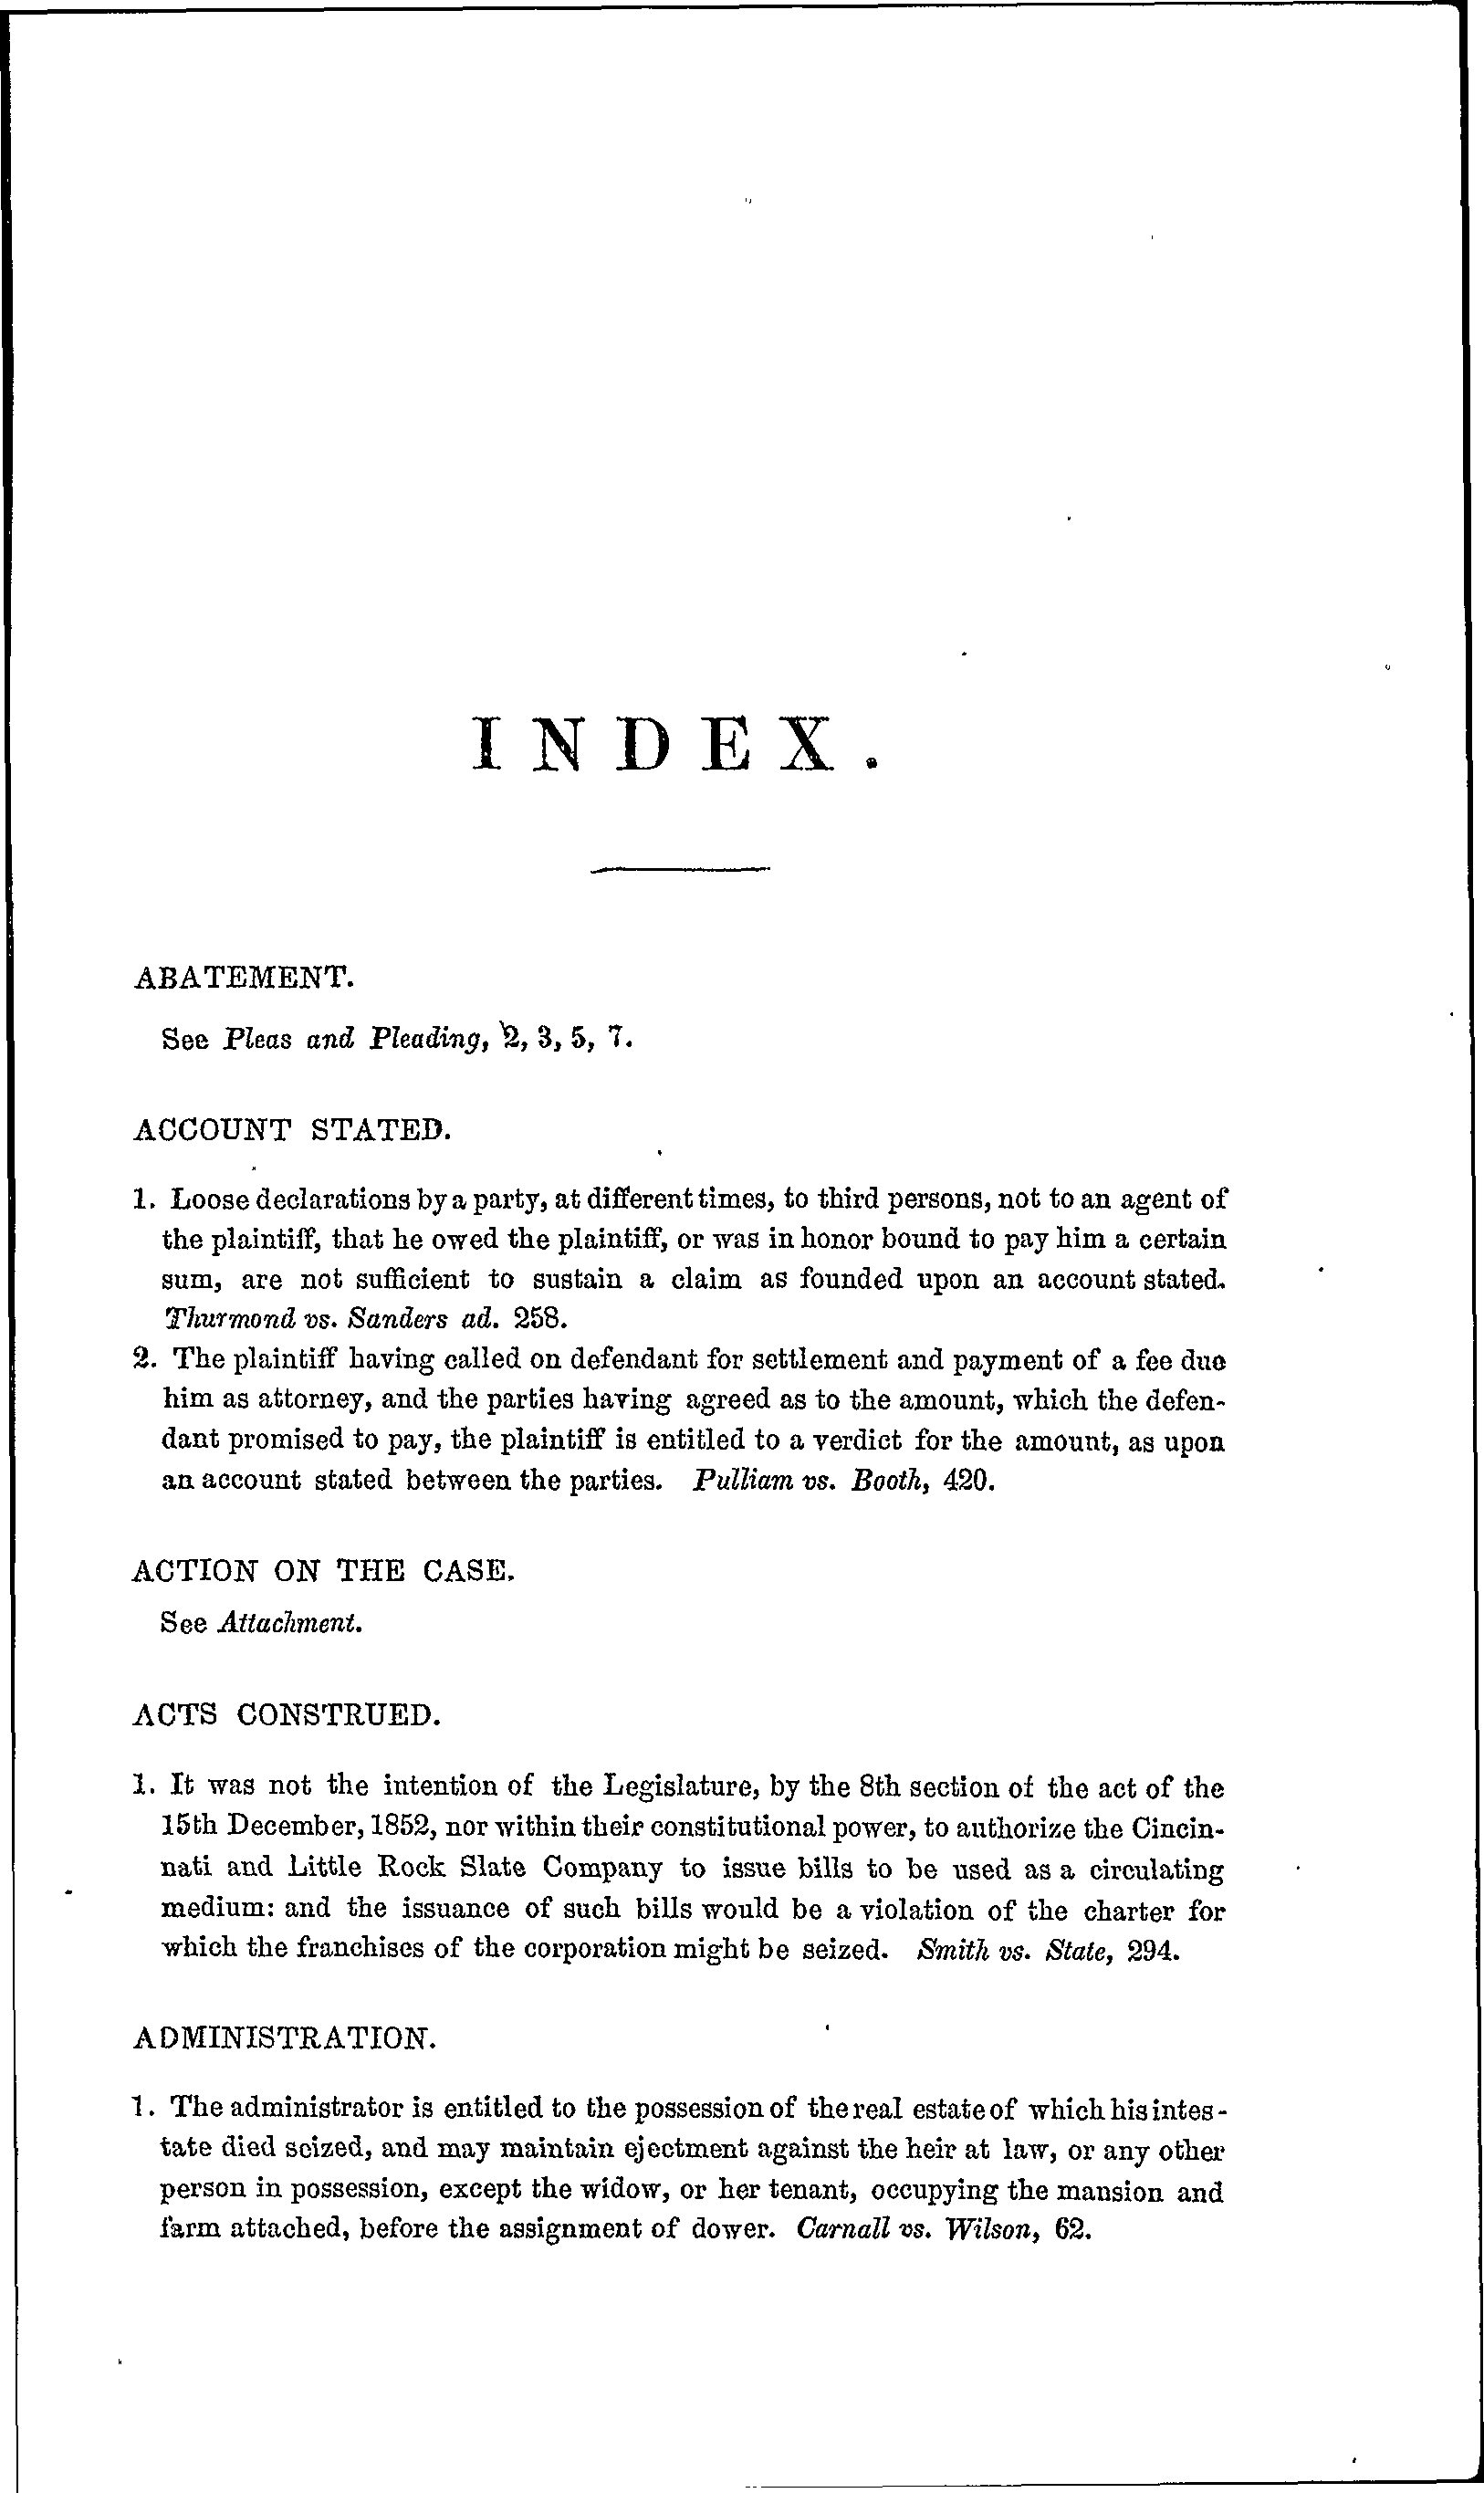 INDEX.
ABATEMENT.
See Pleas and Pleading, 2, 3, 5, 7.
ACCOUNT STATED.
1. Loose declarations by a party, at different times, to third persons, not to an agent of
the plaintiff, that he owed the plaintiff, or was in honor bound to pay him a certain
sum, are not sufficient to sustain a claim as founded upon an account stated.
Thurmond vs. Sanders ad. 258.
2. The plaintiff having called on defendant for settlement and payment of a fee due
him as attorney, and the parties having agreed as to the amount, which the defen-
dant promised to pay, the plaintiff is entitled to a verdict for the amount, as upon
an account stated between the parties. Pulliam vs. Booth, 420.
ACTION ON THE CASE.
See Attachment.
ACTS CONSTRUED.
1. It was not the intention of the Legislature, by the 8th section of the act of the
15th December, 1852, nor within their constitutional power, to authorize the Cincin-
nati and Little Rock Slate Company to issue bills to be used as a circulating
medium: and the issuance of such bills would be a violation of the charter for
which the franchises of the corporation might be seized. Smith vs. State, 294.
ADMINISTRATION.
1. The administrator is entitled to the possession of the real estate of which his intes-
tate died seized, and may maintain ejectment against the heir at law, or any other
person in possession, except the widow, or her tenant, occupying the mansion and
farm attached, before the assignment of dower. Carnall vs. Wilson, 62.